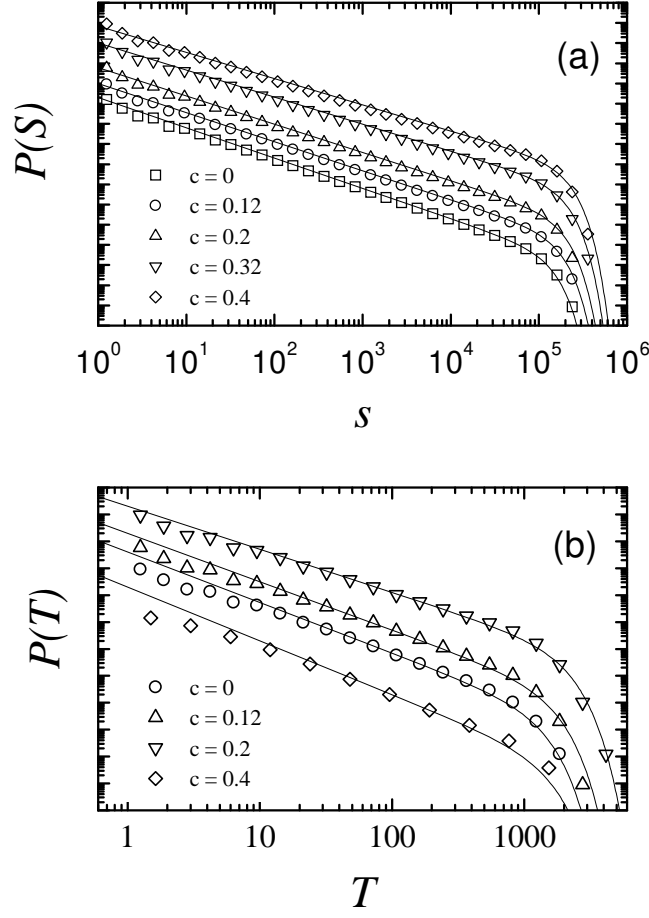 (a)
P(S)
c = 0
c = 0.12
c = 0.2
c = 0.32
c = 0.4
10^0 10^1 10^2 10^3 10^4 10^5 10^6
s
(b)
P(T)
c = 0
c = 0.12
c = 0.2
c = 0.4
1 10 100 1000
T